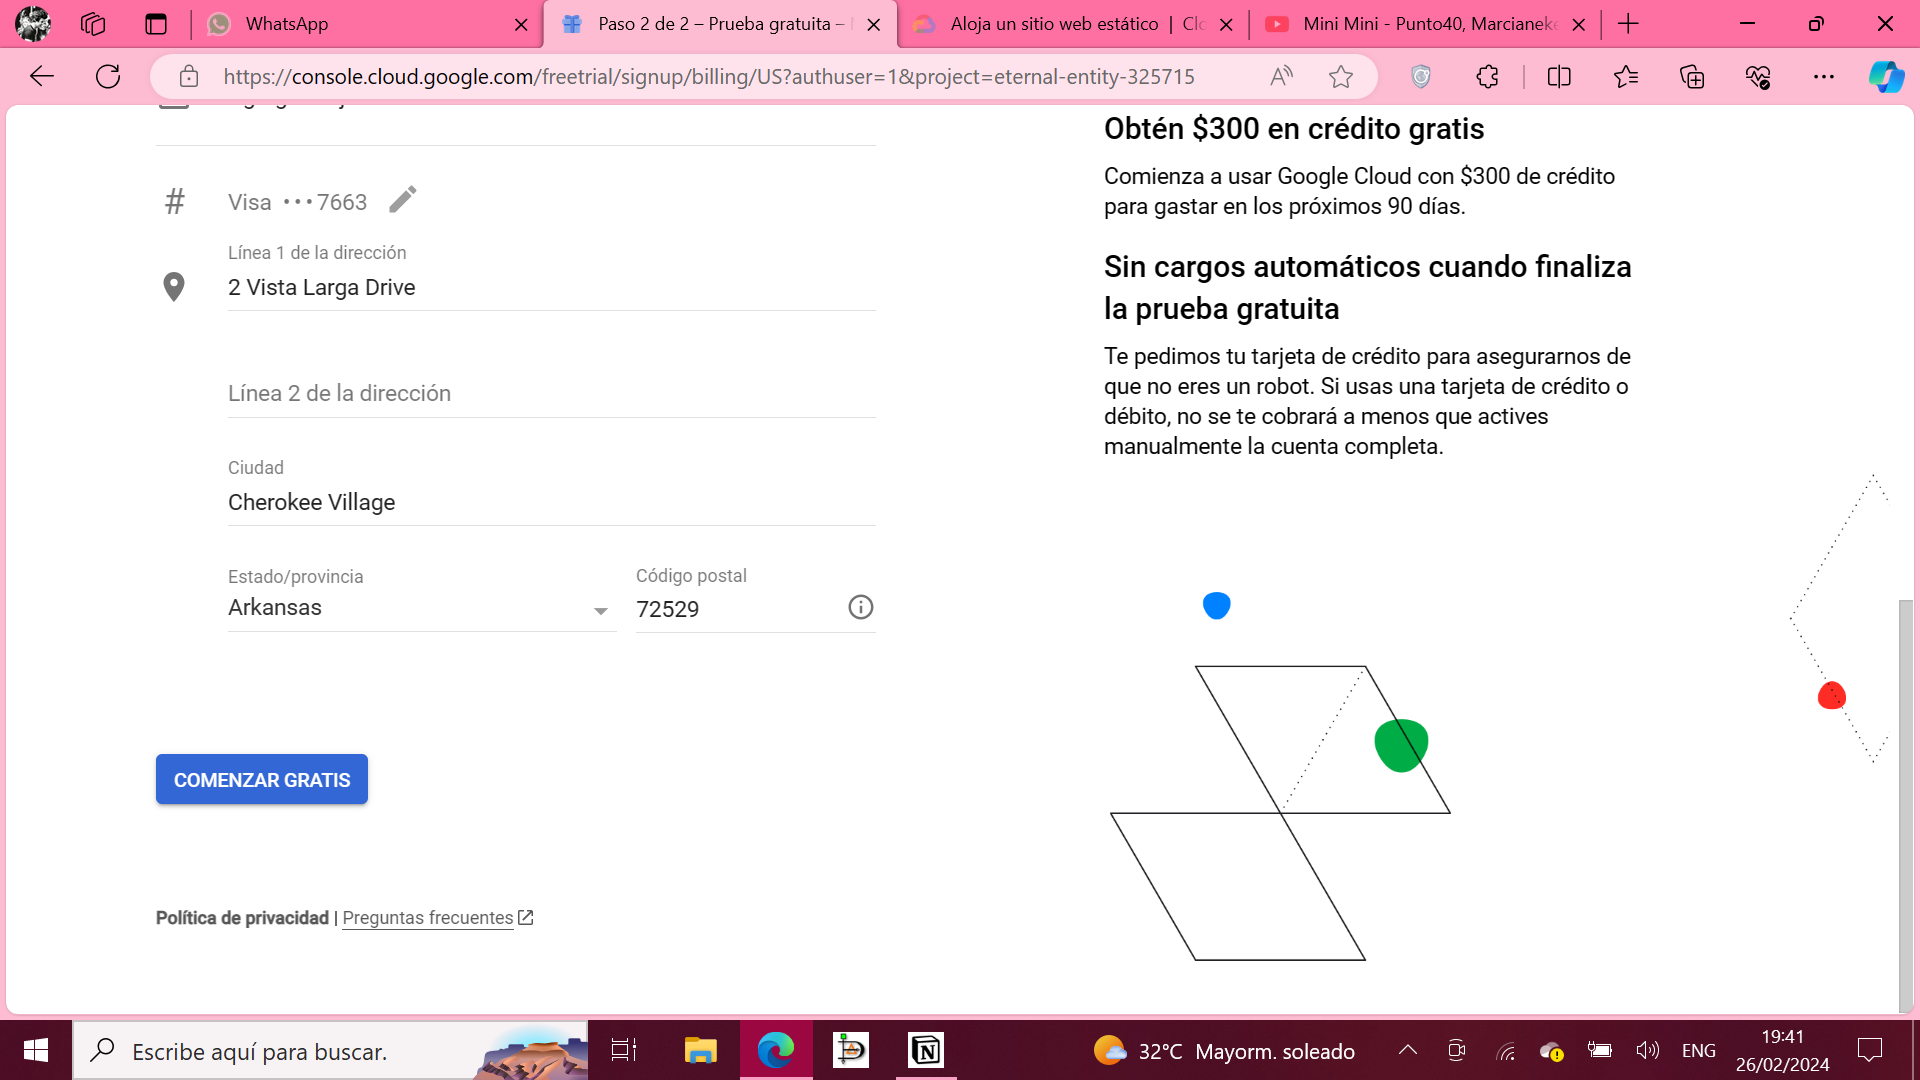 WhatsApp
Paso 2 de 2 – Prueba gratuita –
Aloja un sitio web estático | Clo
Mini Mini - Punto40, Marcianeke
https://console.cloud.google.com/freetrial/signup/billing/US?authuser=1&project=eternal-entity-325715
# Visa •••7663
Línea 1 de la dirección
2 Vista Larga Drive
Línea 2 de la dirección
Ciudad
Cherokee Village
Estado/provincia
Arkansas
Código postal
72529
COMENZAR GRATIS
Política de privacidad | Preguntas frecuentes
Obtén $300 en crédito gratis
Comienza a usar Google Cloud con $300 de crédito
para gastar en los próximos 90 días.
Sin cargos automáticos cuando finaliza
la prueba gratuita
Te pedimos tu tarjeta de crédito para asegurarnos de
que no eres un robot. Si usas una tarjeta de crédito o
débito, no se te cobrará a menos que actives
manualmente la cuenta completa.
Escribe aquí para buscar.
32°C Mayorm. soleado
ENG
19:41
26/02/2024